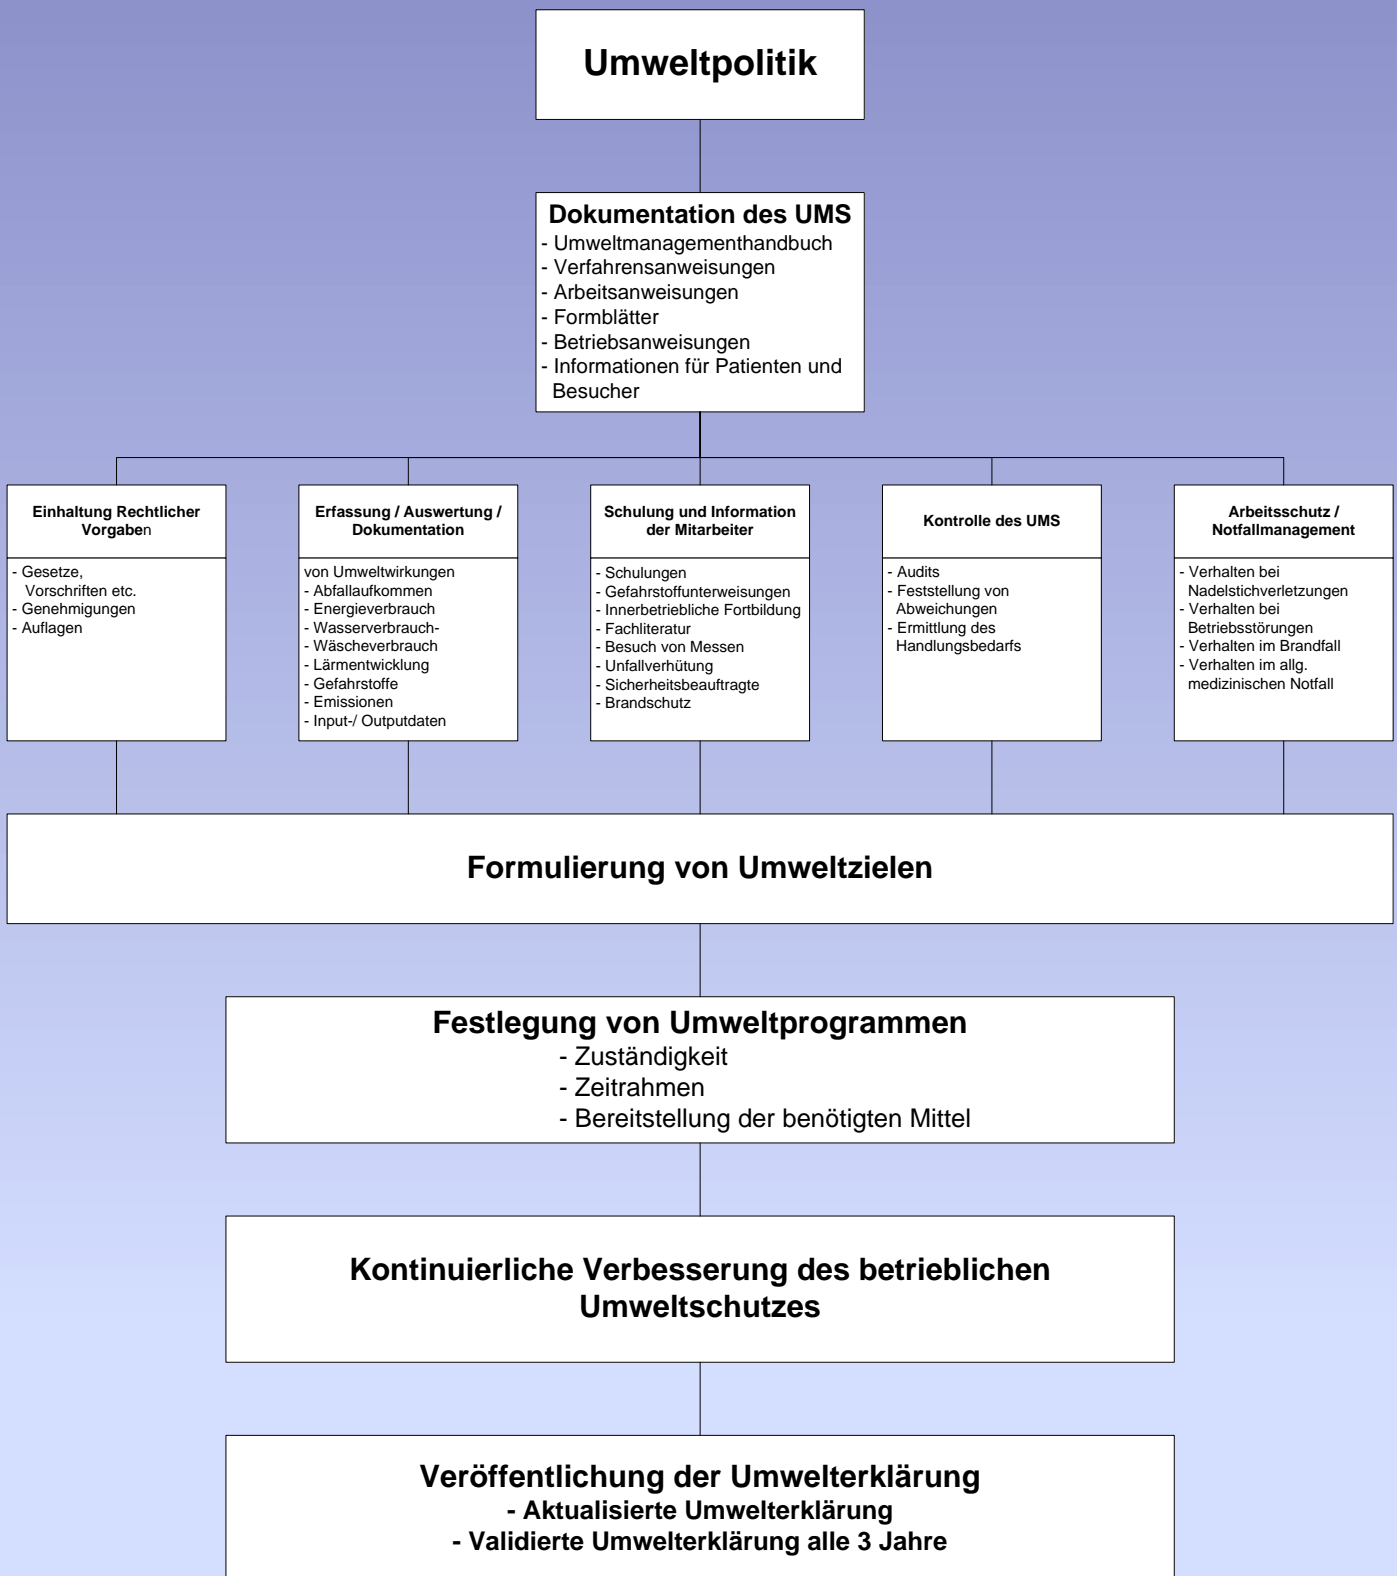 Umweltpolitik
Dokumentation des UMS
- Umweltmanagementhandbuch
- Verfahrensanweisungen
- Arbeitsanweisungen
- Formblätter
- Betriebsanweisungen
- Informationen für Patienten und
Besucher
Einhaltung Rechtlicher
Vorgaben
- Gesetze,
Vorschriften etc.
- Genehmigungen
- Auflagen
Erfassung / Auswertung /
Dokumentation
von Umweltwirkungen
- Abfallaufkommen
- Energieverbrauch
- Wasserverbrauch-
- Wäscheverbrauch
- Lärmentwicklung
- Gefahrstoffe
- Emissionen
- Input-/ Outputdaten
Schulung und Information
der Mitarbeiter
- Schulungen
- Gefahrstoffunterweisungen
- Innerbetriebliche Fortbildung
- Fachliteratur
- Besuch von Messen
- Unfallverhütung
- Sicherheitsbeauftragte
- Brandschutz
Kontrolle des UMS
- Audits
- Feststellung von
Abweichungen
- Ermittlung des
Handlungsbedarfs
Arbeitsschutz /
Notfallmanagement
- Verhalten bei
Nadelstichverletzungen
- Verhalten bei
Betriebsstörungen
- Verhalten im Brandfall
- Verhalten im allg.
medizinischen Notfall
Formulierung von Umweltzielen
Festlegung von Umweltprogrammen
- Zuständigkeit
- Zeitrahmen
- Bereitstellung der benötigten Mittel
Kontinuierliche Verbesserung des betrieblichen
Umweltschutzes
Veröffentlichung der Umwelterklärung
- Aktualisierte Umwelterklärung
- Validierte Umwelterklärung alle 3 Jahre